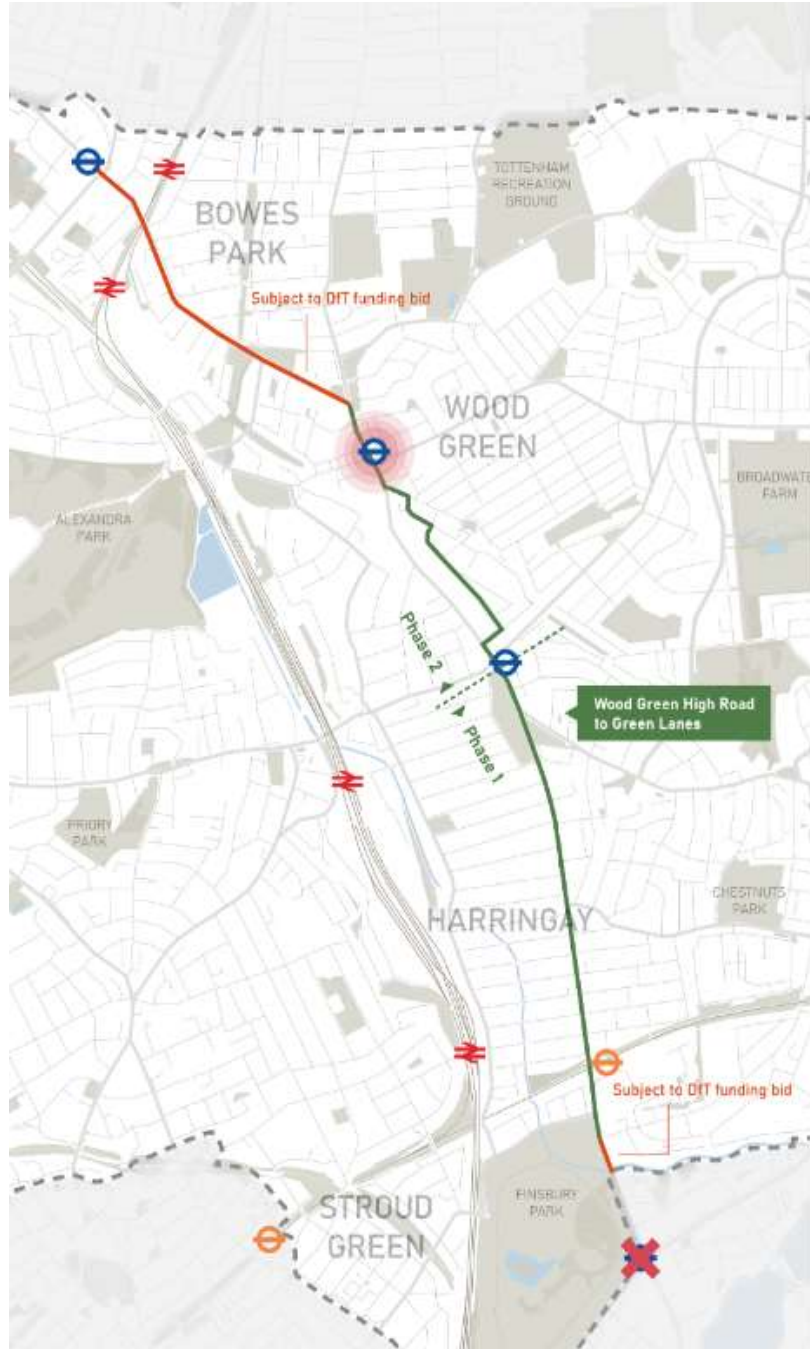 TOTTENHAM
RECREATION
GROUND
BOWES
PARK
Subject to DfT funding bid
WOOD
GREEN
BROADWATE
FARM
ALEXANDRA
PARK
Phase 2
Phase 1
Wood Green High Road
to Green Lanes
PRIORY
PARK
CHESTNUTS
PARK
HARRINGAY
Subject to DfT funding bid
FINSBURY
PARK
STROUD
GREEN